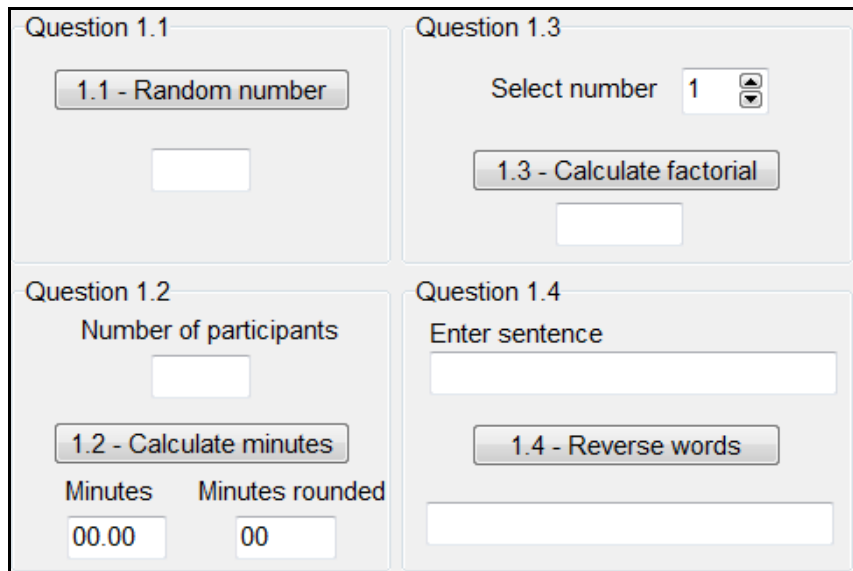 Question 1.1
1.1 - Random number
Question 1.3
Select number 1
1.3 - Calculate factorial
Question 1.2
Number of participants
1.2 - Calculate minutes
Minutes Minutes rounded
00.00 00
Question 1.4
Enter sentence
1.4 - Reverse words